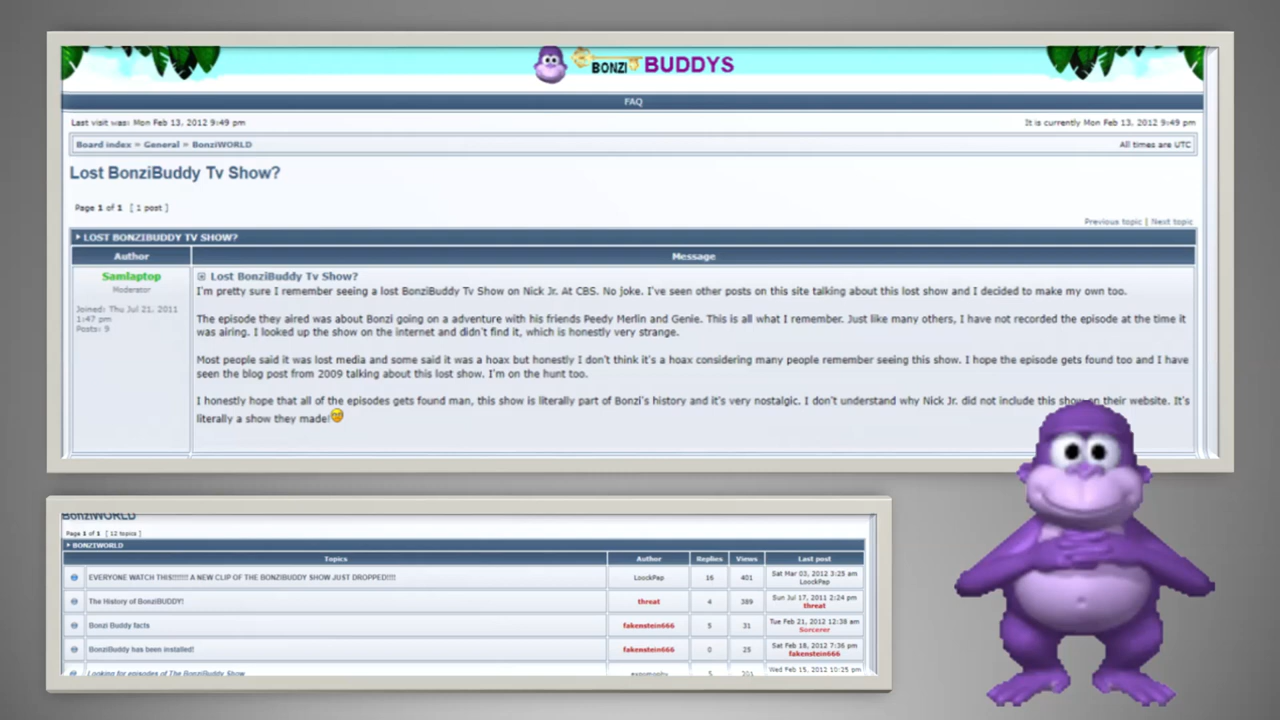 BONZI BUDDYS
FAQ
Last visit was: Mon Feb 13, 2012 9:49 pm
It is currently Mon Feb 13, 2012 9:49 pm
Board index » General » BonziWORLD
All times are UTC
Lost BonziBuddy Tv Show?
Page 1 of 1 [ 1 post ]
Previous topic | Next topic
LOST BONZIBUDDY TV SHOW?
Author Message
Samlaptop
Moderator
Joined: Thu Jul 21, 2011
1:47 pm
Posts: 9
Lost BonziBuddy Tv Show?
I'm pretty sure I remember seeing a lost BonziBuddy Tv Show on Nick Jr. At CBS. No joke. I've seen other posts on this site talking about this lost show and I decided to make my own too.
The episode they aired was about Bonzi going on a adventure with his friends Peedy Merlin and Genie. This is all what I remember. Just like many others, I have not recorded the episode at the time it
was airing. I looked up the show on the internet and didn't find it, which is honestly very strange.
Most people said it was lost media and some said it was a hoax but honestly I don't think it's a hoax considering many people remember seeing this show. I hope the episode gets found too and I have
seen the blog post from 2009 talking about this lost show. I'm on the hunt too.
I honestly hope that all of the episodes gets found man, this show is literally part of Bonzi's history and it's very nostalgic. I don't understand why Nick Jr. did not include this show on their website. It's
literally a show they made!
BonziWORLD
Page 1 of 1 [ 12 topics ]
BONZIWORLD
Topics Author Replies Views Last post
EVERYONE WATCH THIS!!!!!!! A NEW CLIP OF THE BONZIBUDDY SHOW JUST DROPPED!!!! LoockPep 16 401 Sat Mar 03, 2012 3:25 am
LoockPep
The History of BonziBUDDY! threat 4 389 Sun Jul 17, 2011 2:24 pm
threat
Bonzi Buddy facts fakenstein666 5 31 Tue Feb 21, 2012 12:38 am
Sorcerer
BonziBuddy has been installed! fakenstein666 0 25 Sat Feb 18, 2012 7:36 pm
fakenstein666
Looking for episodes of The BonziBuddy Show 5 Wed Feb 15, 2012 10:25 pm